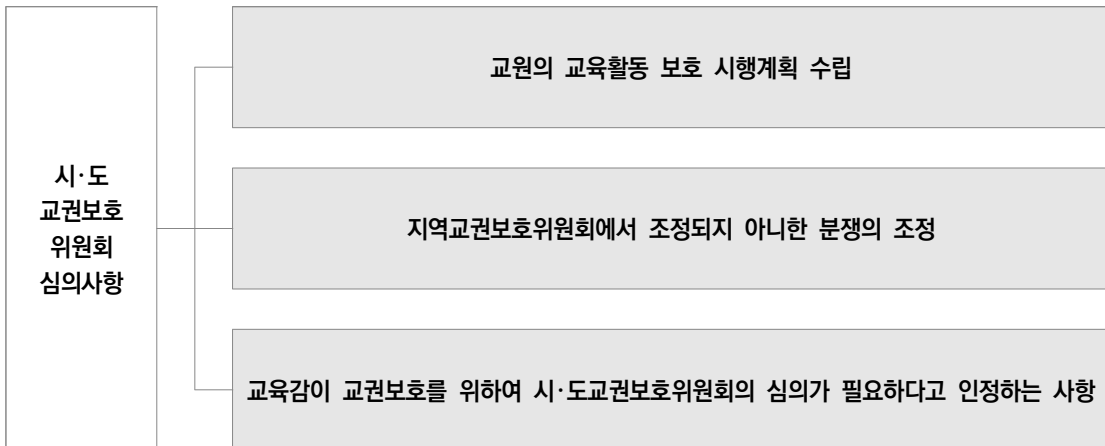 시·도
교권보호
위원회
심의사항
교원의 교육활동 보호 시행계획 수립
지역교권보호위원회에서 조정되지 아니한 분쟁의 조정
교육감이 교권보호를 위하여 시·도교권보호위원회의 심의가 필요하다고 인정하는 사항